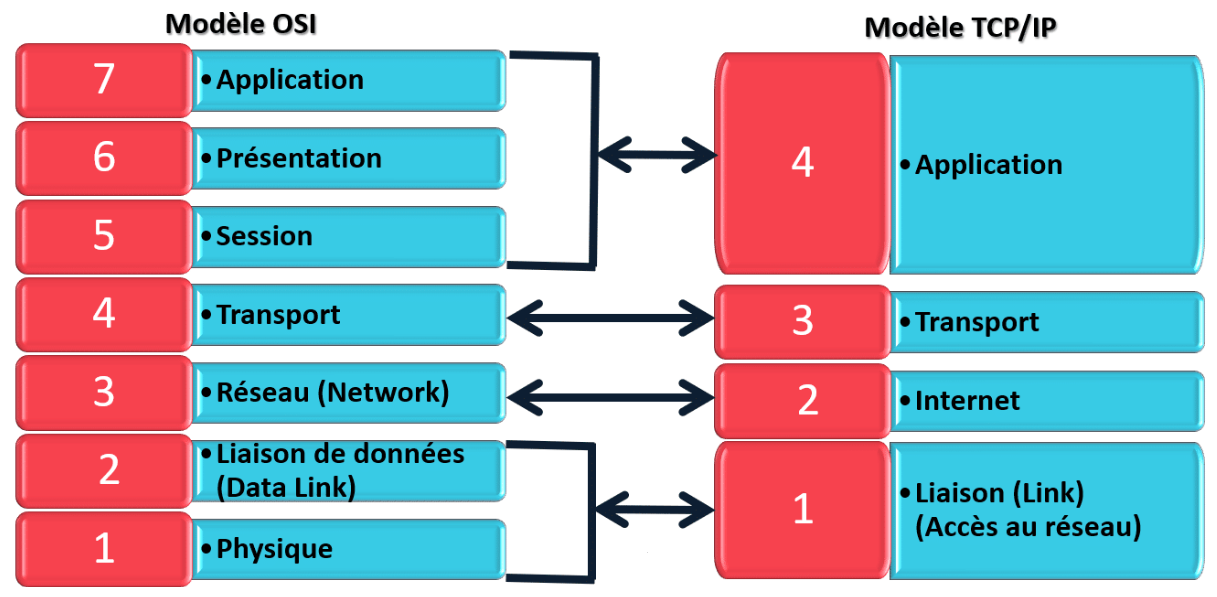 Modèle OSI
7
•Application
6
•Présentation
5
•Session
4
•Transport
3
•Réseau (Network)
2
•Liaison de données
(Data Link)
1
•Physique
Modèle TCP/IP
4
•Application
3
•Transport
2
•Internet
1
•Liaison (Link)
(Accès au réseau)